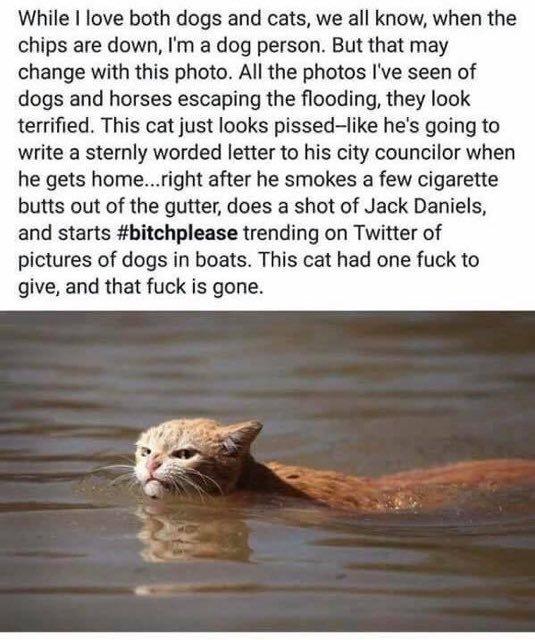 While I love both dogs and cats, we all know, when the
chips are down, I'm a dog person. But that may
change with this photo. All the photos I've seen of
dogs and horses escaping the flooding, they look
terrified. This cat just looks pissed–like he's going to
write a sternly worded letter to his city councilor when
he gets home...right after he smokes a few cigarette
butts out of the gutter, does a shot of Jack Daniels,
and starts #bitchplease trending on Twitter of
pictures of dogs in boats. This cat had one fuck to
give, and that fuck is gone.